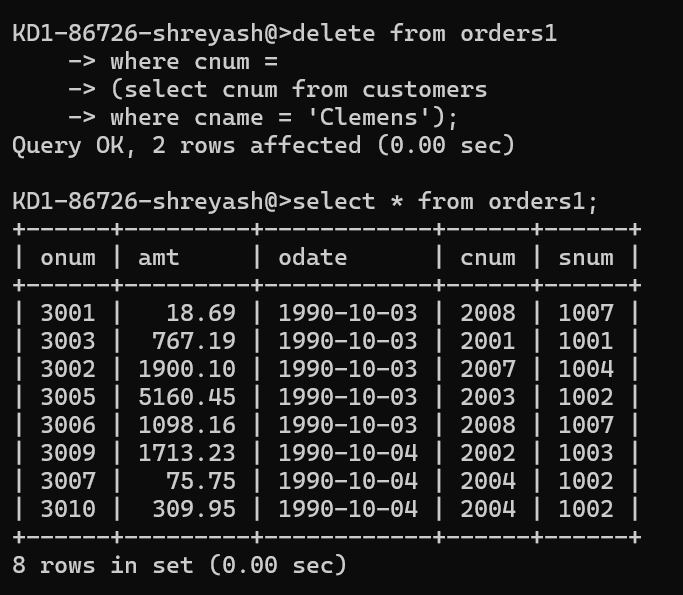 KD1-86726-shreyash@>delete from orders1
    -> where cnum =
    -> (select cnum from customers
    -> where cname = 'Clemens');
Query OK, 2 rows affected (0.00 sec)

KD1-86726-shreyash@>select * from orders1;
+------+---------+------------+------+------+
| onum | amt     | odate      | cnum | snum |
+------+---------+------------+------+------+
| 3001 |   18.69 | 1990-10-03 | 2008 | 1007 |
| 3003 |  767.19 | 1990-10-03 | 2001 | 1001 |
| 3002 | 1900.10 | 1990-10-03 | 2007 | 1004 |
| 3005 | 5160.45 | 1990-10-03 | 2003 | 1002 |
| 3006 | 1098.16 | 1990-10-03 | 2008 | 1007 |
| 3009 | 1713.23 | 1990-10-04 | 2002 | 1003 |
| 3007 |   75.75 | 1990-10-04 | 2004 | 1002 |
| 3010 |  309.95 | 1990-10-04 | 2004 | 1002 |
+------+---------+------------+------+------+
8 rows in set (0.00 sec)